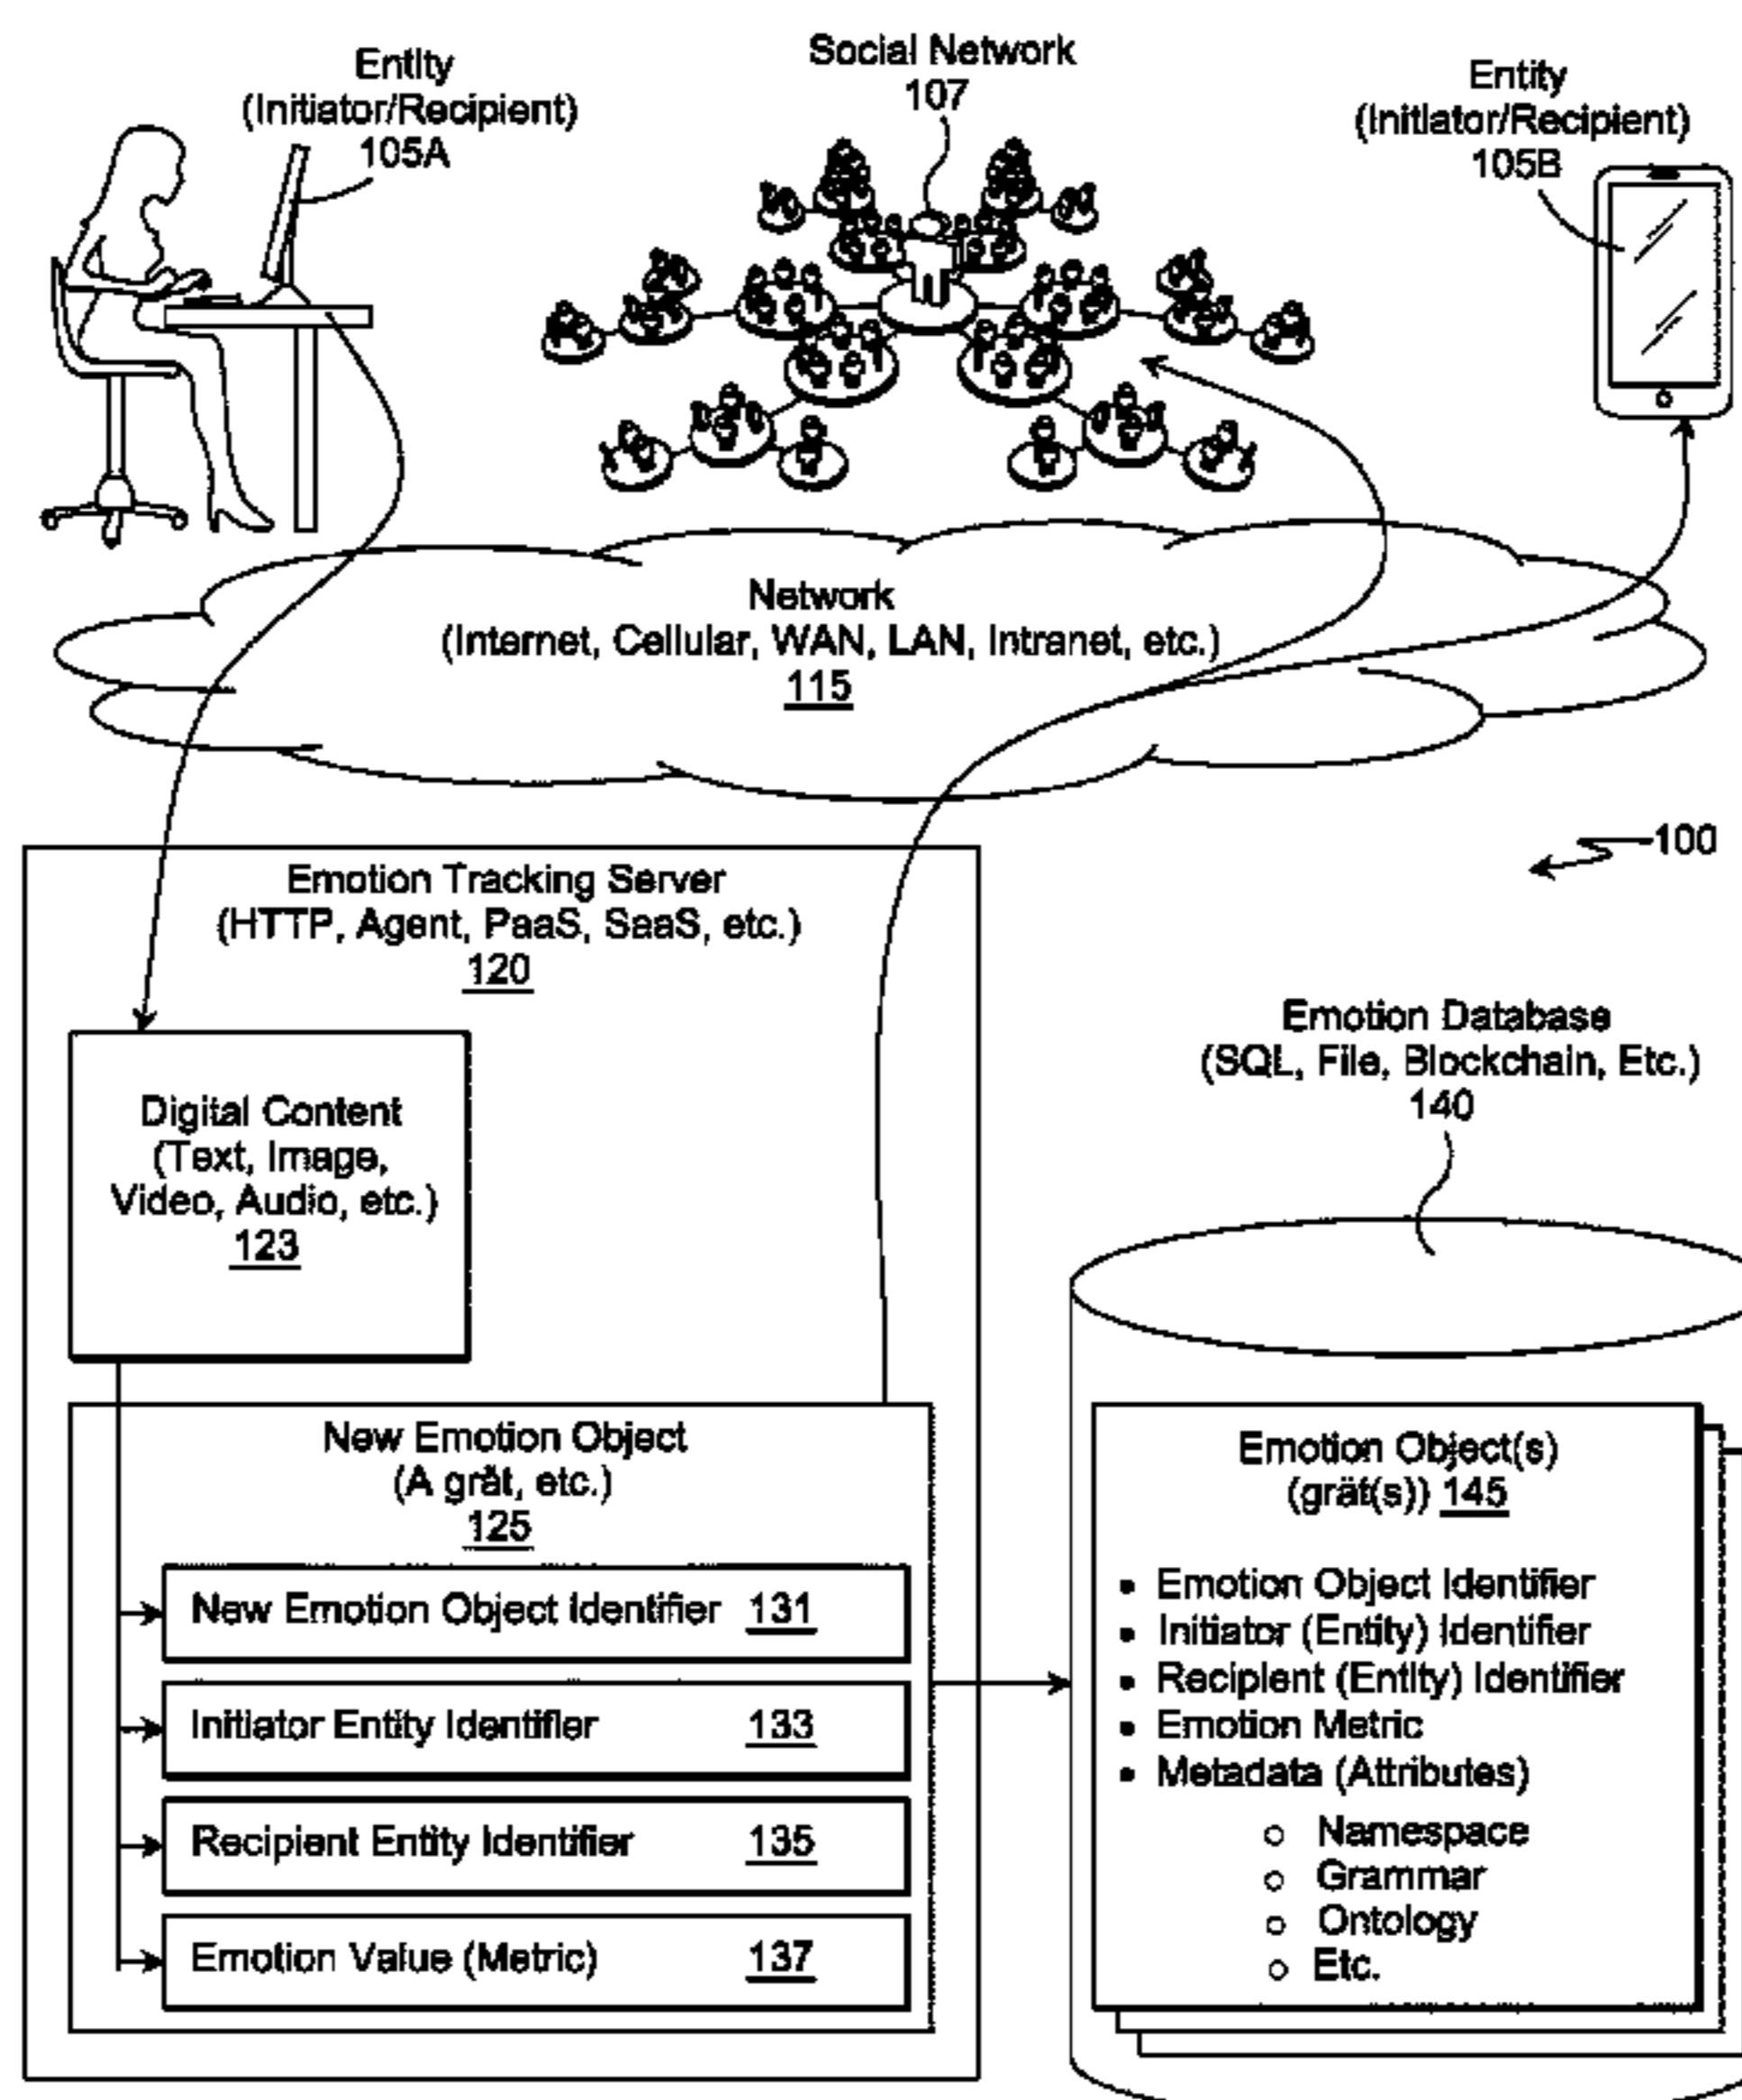 Entity
(Initiator/Recipient)
105A
Social Network
107
Entity
(Initiator/Recipient)
105B
Network
(Internet, Cellular, WAN, LAN, Intranet, etc.)
115
100
Emotion Tracking Server
(HTTP, Agent, PaaS, SaaS, etc.)
120
Digital Content
(Text, Image,
Video, Audio, etc.)
123
New Emotion Object
(A grät, etc.)
125
New Emotion Object Identifier 131
Initiator Entity Identifier 133
Recipient Entity Identifier 135
Emotion Value (Metric) 137
Emotion Database
(SQL, File, Blockchain, Etc.)
140
Emotion Object(s)
(grät(s)) 145
• Emotion Object Identifier
• Initiator (Entity) Identifier
• Recipient (Entity) Identifier
• Emotion Metric
• Metadata (Attributes)
○ Namespace
○ Grammar
○ Ontology
○ Etc.